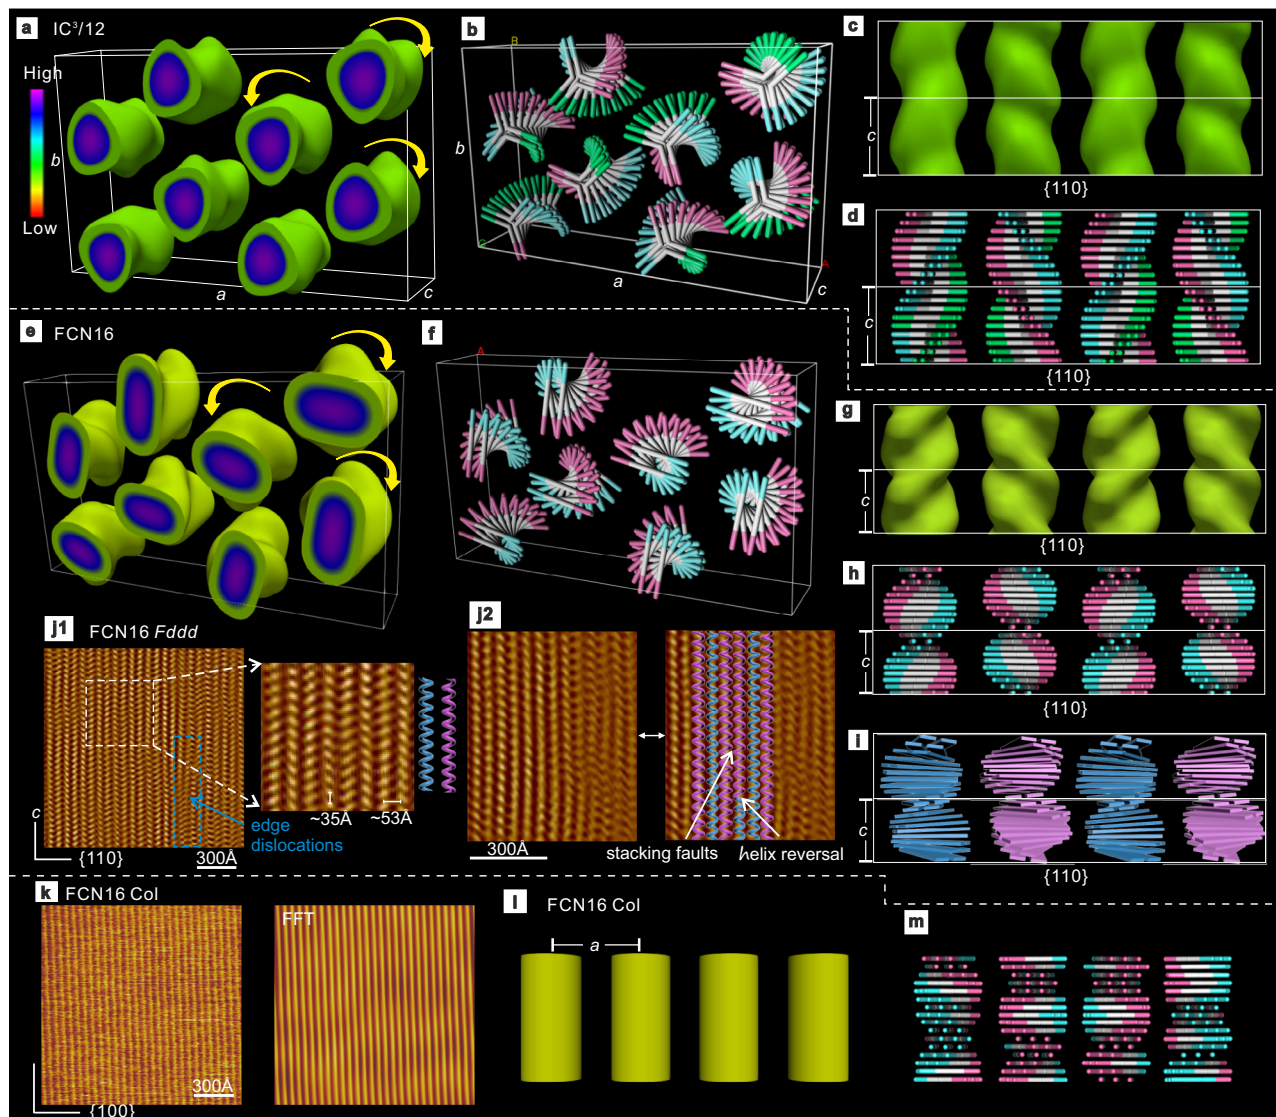 a IC³/12
High
Low
b
a
c
b
B
C
A
b
a
c
c
c
{110}
d
c
{110}
e FCN16
f
A
g
c
{110}
h
c
{110}
i
c
{110}
j1 FCN16 Fddd
~35Å ~53Å
edge
dislocations
c
{110}
300Å
j2
300Å
stacking faults
helix reversal
k FCN16 Col
300Å
{100}
FFT
l FCN16 Col
a
m